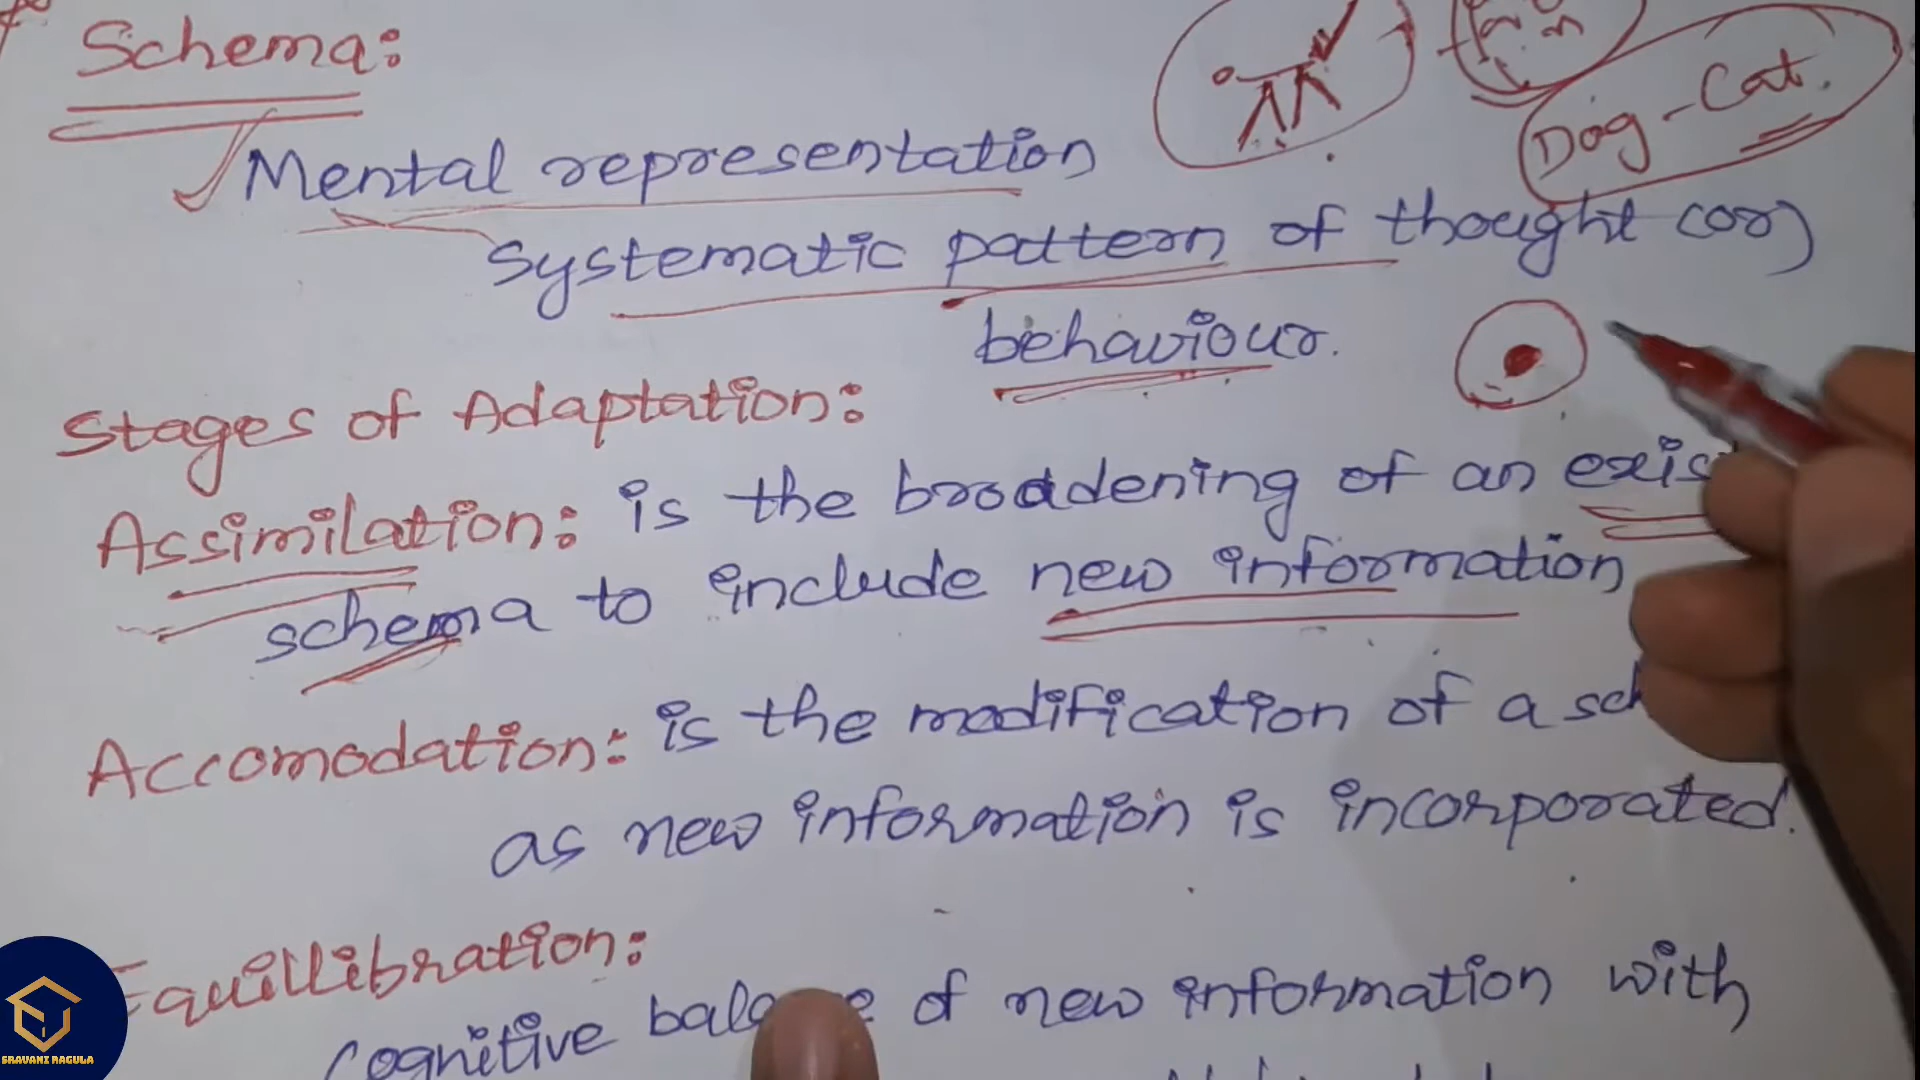 Schema:
Dog - Cat.
Mental representation
systematic pattern of thought (or)
behaviour.
Stages of Adaptation:
Assimilation: is the broadening of an exis
schema to include new information
Accomodation: is the modification of a sch
as new information is incorporated.
Equillibration:
cognitive bala e of new information with
SRAVANI RAGULA